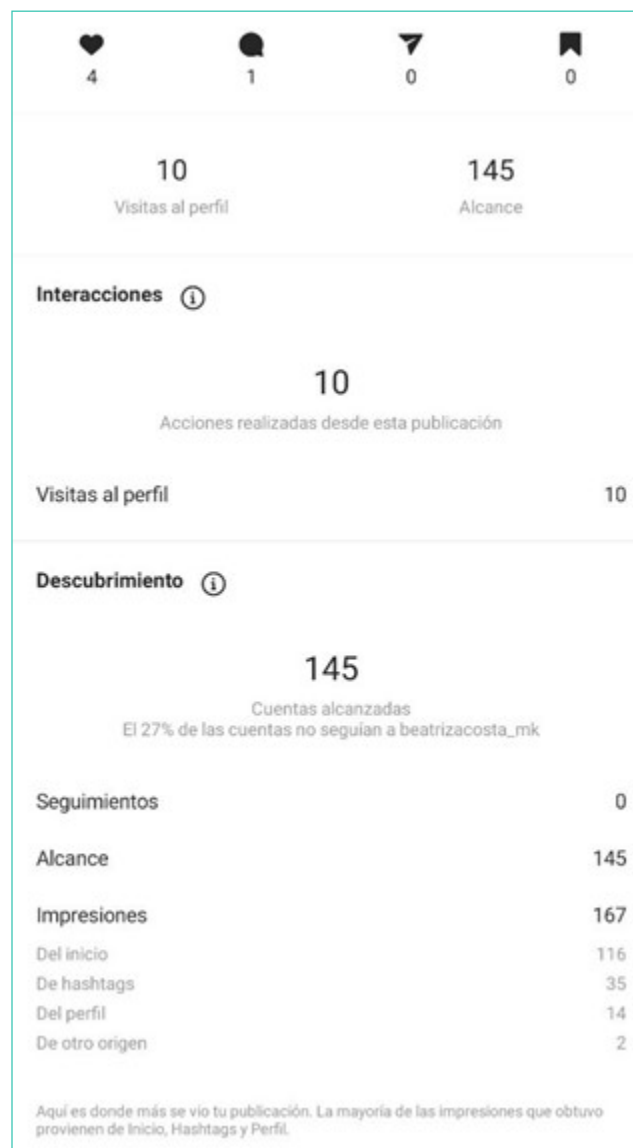 4 1 0 0
10 145
Visitas al perfil Alcance
Interacciones
10
Acciones realizadas desde esta publicación
Visitas al perfil 10
Descubrimiento
145
Cuentas alcanzadas
El 27% de las cuentas no seguían a beatrizacosta_mk
Seguimientos 0
Alcance 145
Impresiones 167
Del inicio 116
De hashtags 35
Del perfil 14
De otro origen 2
Aquí es donde más se vio tu publicación. La mayoría de las impresiones que obtuvo
provienen de Inicio, Hashtags y Perfil.